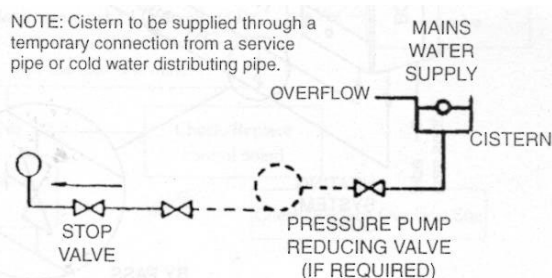 NOTE: Cistern to be supplied through a
temporary connection from a service
pipe or cold water distributing pipe.
MAINS
WATER
SUPPLY
OVERFLOW
CISTERN
STOP
VALVE
PRESSURE PUMP
REDUCING VALVE
(IF REQUIRED)